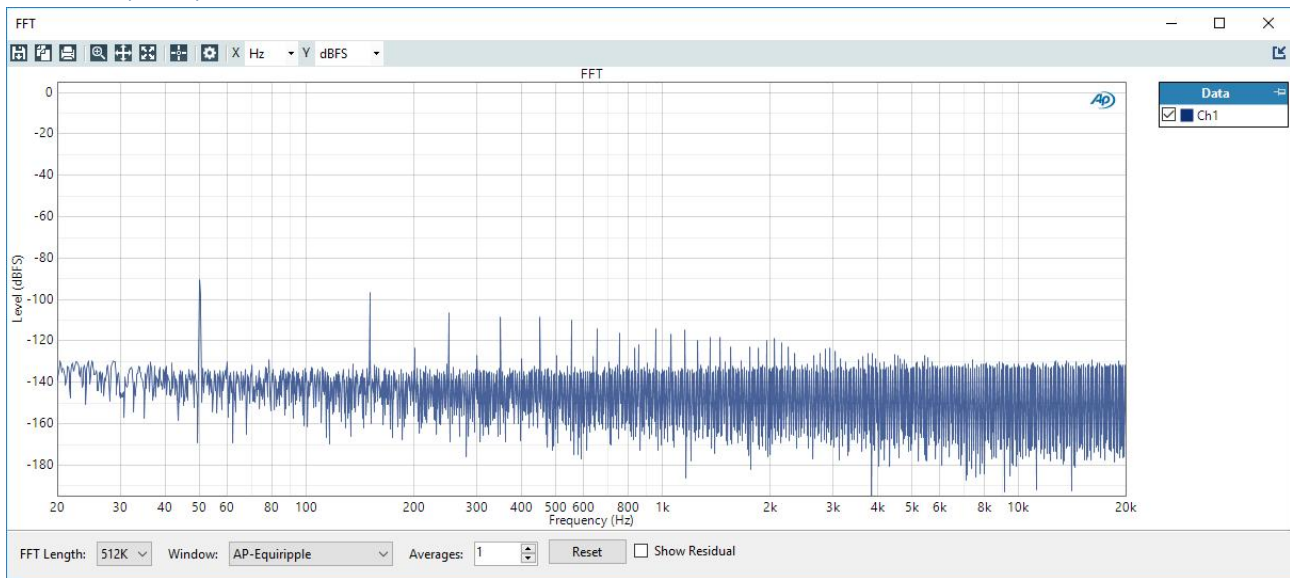 FFT
X Hz Y dBFS
FFT
AP
Data
Ch1
Level (dBFS)
0
-20
-40
-60
-80
-100
-120
-140
-160
-180
20 30 40 50 60 80 100 200 300 400 500 600 800 1k 2k 3k 4k 5k 6k 8k 10k 20k
Frequency (Hz)
FFT Length: 512K Window: AP-Equiripple Averages: 1 Reset Show Residual